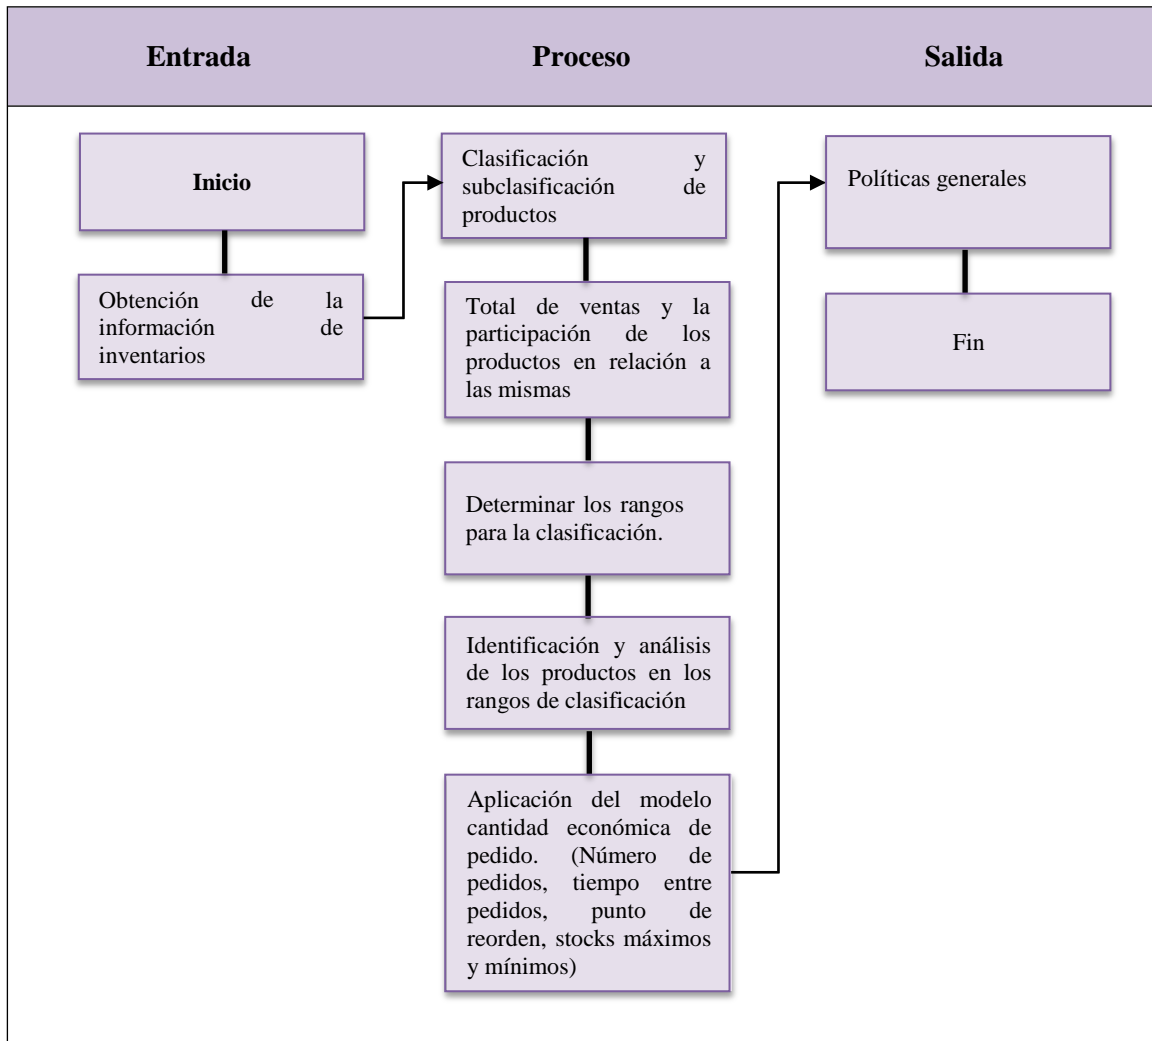 Entrada
Proceso
Salida
Inicio
Obtención de la
información de
inventarios
Clasificación y
subclasificación de
productos
Total de ventas y la
participación de los
productos en relación a
las mismas
Determinar los rangos
para la clasificación.
Identificación y análisis
de los productos en los
rangos de clasificación
Aplicación del modelo
cantidad económica de
pedido. (Número de
pedidos, tiempo entre
pedidos, punto de
reorden, stocks máximos
y mínimos)
Políticas generales
Fin